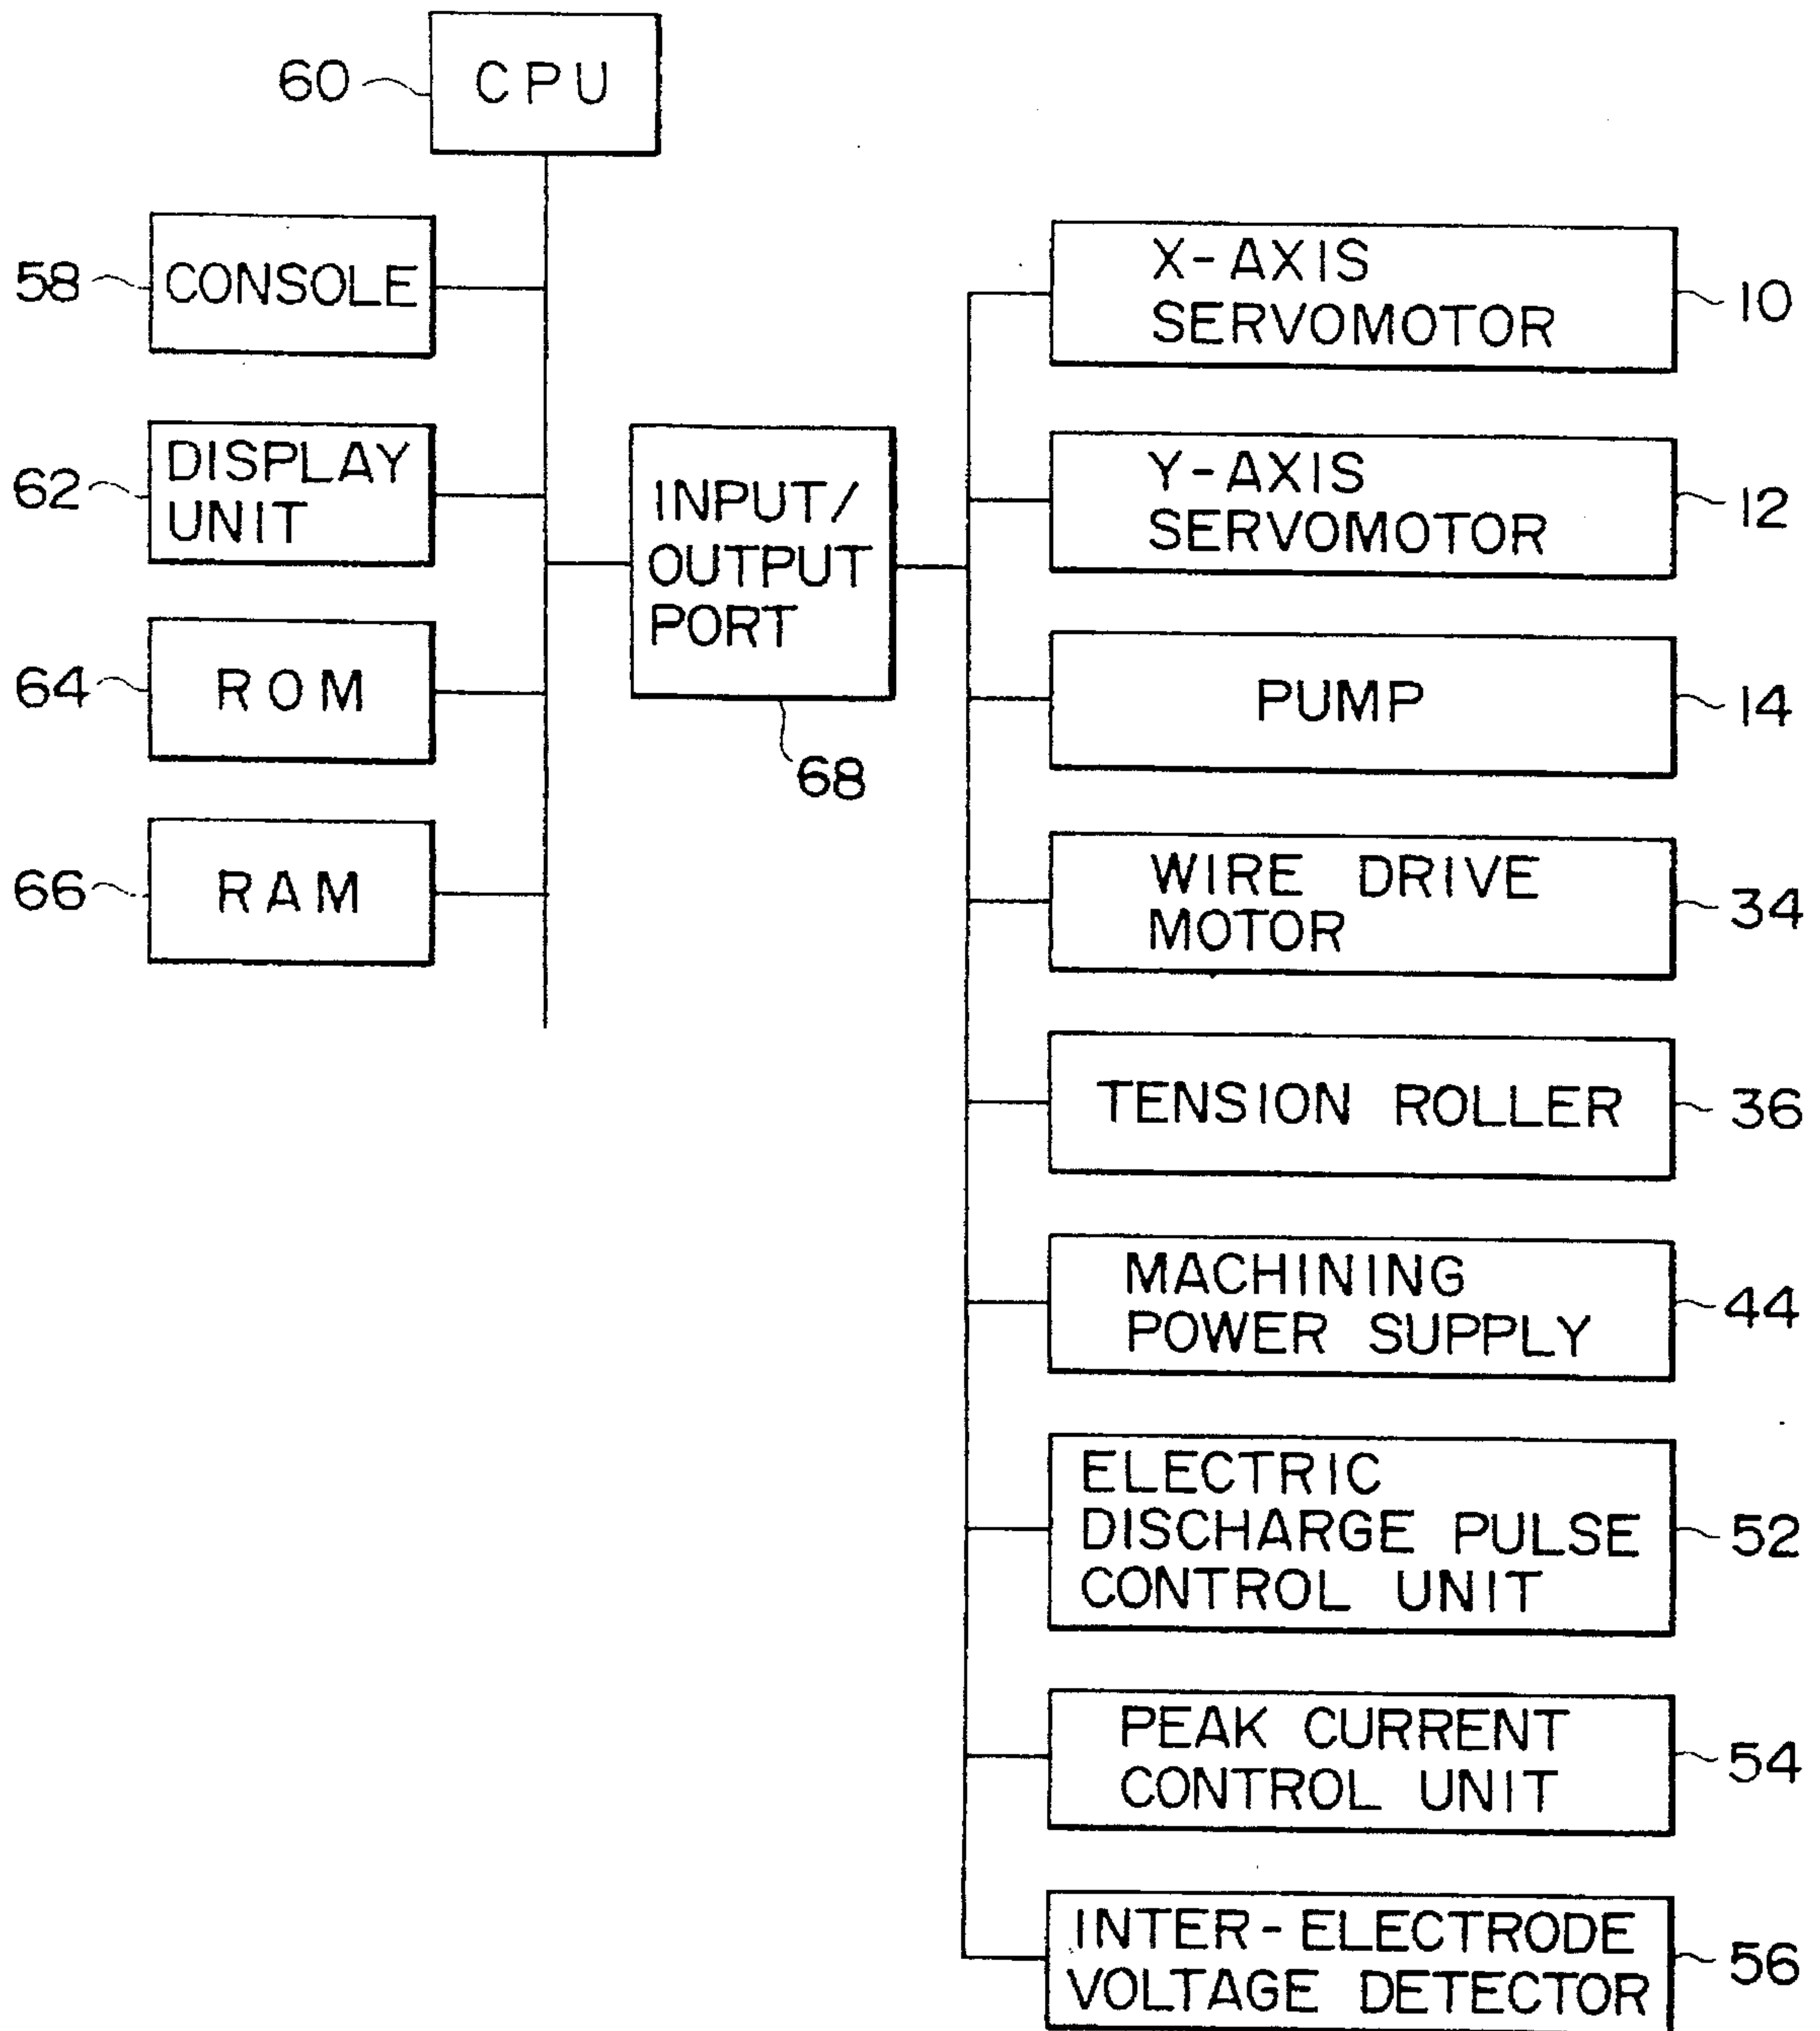 60
CPU
58
CONSOLE
62
DISPLAY
UNIT
64
ROM
66
RAM
INPUT/
OUTPUT
PORT
68
X-AXIS
SERVOMOTOR
10
Y-AXIS
SERVOMOTOR
12
PUMP
14
WIRE DRIVE
MOTOR
34
TENSION ROLLER
36
MACHINING
POWER SUPPLY
44
ELECTRIC
DISCHARGE PULSE
CONTROL UNIT
52
PEAK CURRENT
CONTROL UNIT
54
INTER-ELECTRODE
VOLTAGE DETECTOR
56